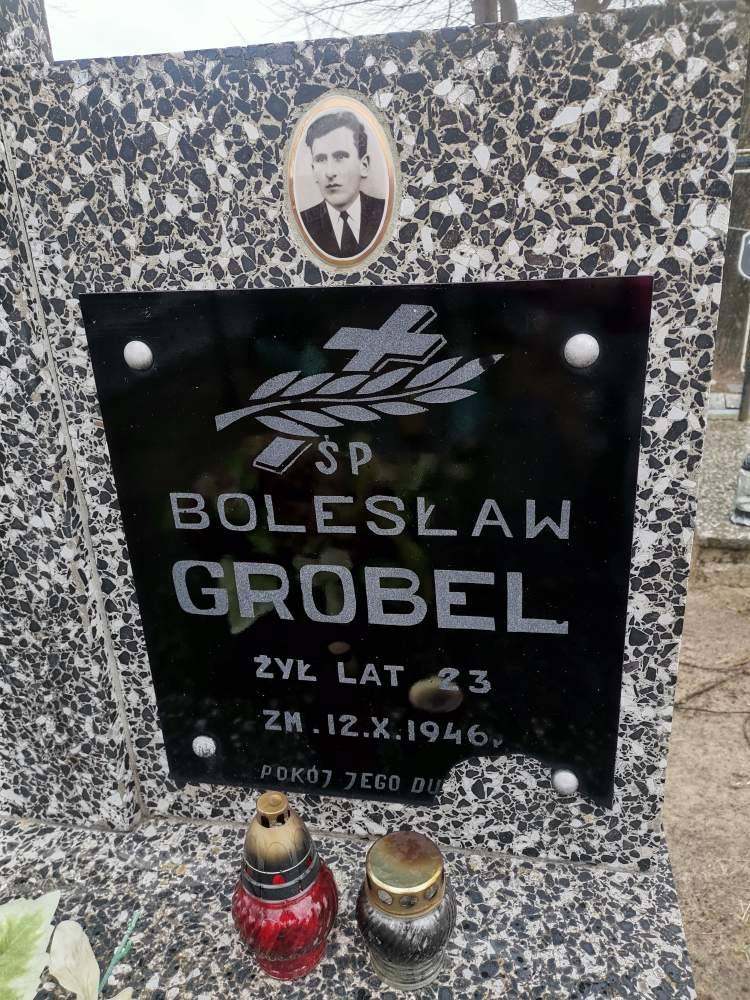 ŚP
BOLESŁAW
GROBEL
ŻYŁ LAT 23
ZM. 12.X.1946.
POKÓJ JEGO DU